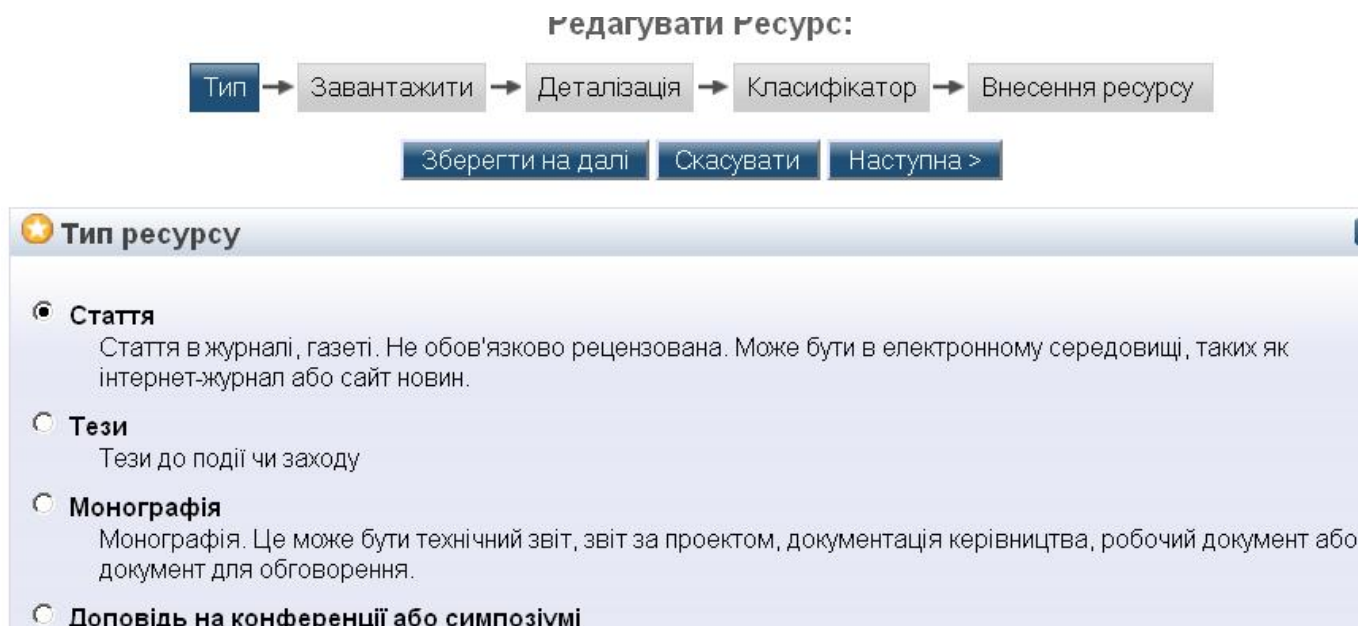 Редагувати Ресурс:
Тип → Завантажити → Деталізація → Класифікатор → Внесення ресурсу
Зберегти на далі Скасувати Наступна >
Тип ресурсу
Стаття
Стаття в журналі, газеті. Не обов'язково рецензована. Може бути в електронному середовищі, таких як
інтернет-журнал або сайт новин.
Тези
Тези до події чи заходу
Монографія
Монографія. Це може бути технічний звіт, звіт за проектом, документація керівництва, робочий документ або
документ для обговорення.
Доповідь на конференції або симпозіумі